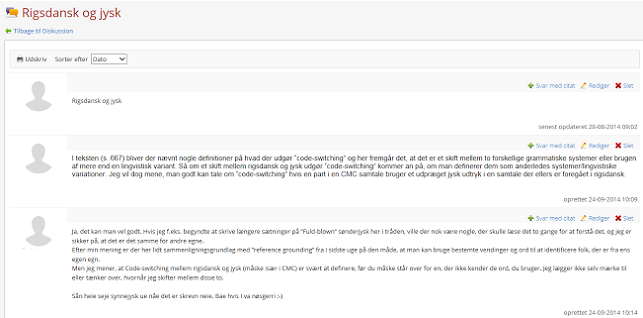 Rigsdansk og jysk
Tilbage til Diskussion
Udskriv Sorter efter Dato
Svar med citat Rediger Slet
Rigsdansk og jysk
senest opdateret 28-08-2014 09:02
Svar med citat Rediger Slet
I teksten (s. 667) bliver der nævnt nogle definitioner på hvad der udgør "code-switching" og her fremgår det, at det er et skift mellem to forskellige grammatiske systemer eller brugen
af mere end en lingvistisk variant. Så om et skift mellem rigsdansk og jysk udgør "code-switching" kommer an på, om man definerer dem som anderledes systemer/lingvistiske
variationer. Jeg vil dog mene, man godt kan tale om "code-switching" hvis en part i en CMC samtale bruger et udpræget jysk udtryk i en samtale der ellers er foregået i rigsdansk.
oprettet 24-09-2014 10:09
Svar med citat Rediger Slet
Ja, det kan man vel godt. Hvis jeg f.eks. begyndte at skrive længere sætninger på "Fuld-blown" sønderjysk her i tråden, ville der nok være nogle, der skulle læse det to gange for at forstå det. og jeg er
sikker på, at det er det samme for andre egne.
Efter min mening er der her lidt sammenligningsgrundlag med "reference grounding" fra i sidste uge på den måde, at man kan bruge bestemte vendinger og ord til at identificere folk, der er fra ens
egen egn.
Men jeg mener, at Code-switching mellem rigsdansk og jysk (måske især i CMC) er svært at definere, før du måske står over for en, der ikke kender de ord, du bruger. Jeg lægger ikke selv mærke til
eller tænker over, hvornår jeg skifter mellem disse to.
Sån heie seje synnejysk ue nåe det er skrevn neie. Bae hvis I va nøsgerri :-)
oprettet 24-09-2014 10:14